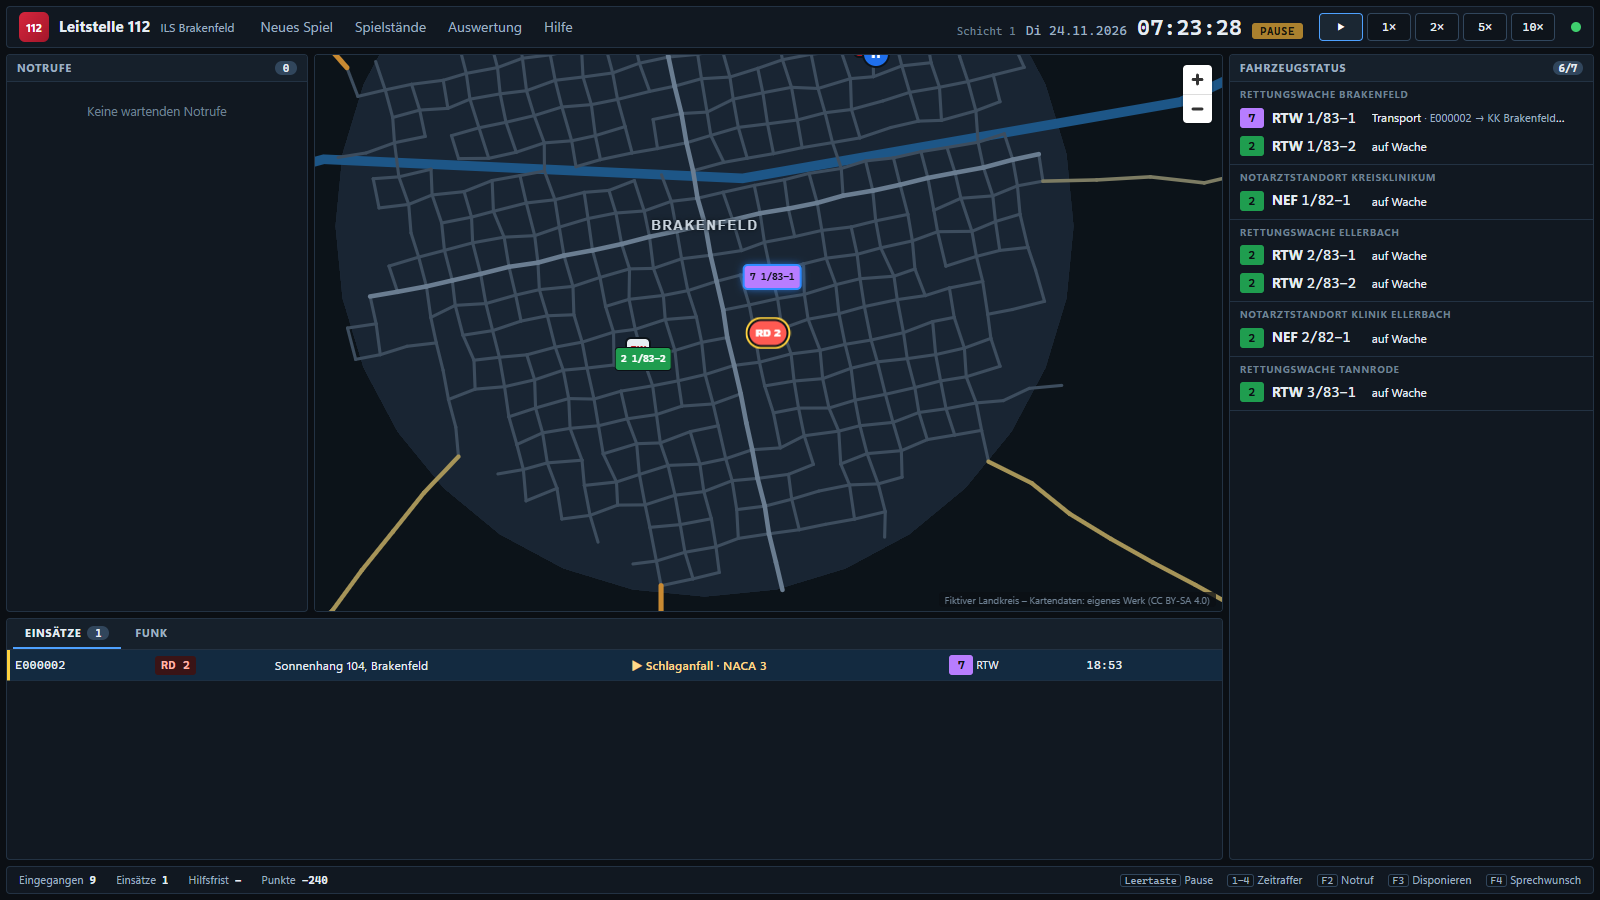 112 Leitstelle 112 ILS Brakenfeld Neues Spiel Spielstände Auswertung Hilfe Schicht 1 Di 24.11.2026 07:23:28 PAUSE 1× 2× 5× 10×
NOTRUFE 0
Keine wartenden Notrufe
+
−
BRAKENFELD
7 1/83–1
RD 2
2 1/83–2
Fiktiver Landkreis – Kartendaten: eigenes Werk (CC BY-SA 4.0)
FAHRZEUGSTATUS 6/7
RETTUNGSWACHE BRAKENFELD
7 RTW 1/83–1 Transport · E000002 → KK Brakenfeld…
2 RTW 1/83–2 auf Wache
NOTARZTSTANDORT KREISKLINIKUM
2 NEF 1/82–1 auf Wache
RETTUNGSWACHE ELLERBACH
2 RTW 2/83–1 auf Wache
2 RTW 2/83–2 auf Wache
NOTARZTSTANDORT KLINIK ELLERBACH
2 NEF 2/82–1 auf Wache
RETTUNGSWACHE TANNRODE
2 RTW 3/83–1 auf Wache
EINSÄTZE 1 FUNK
E000002 RD 2 Sonnenhang 104, Brakenfeld ▶ Schlaganfall · NACA 3 7 RTW 18:53
Eingegangen 9 Einsätze 1 Hilfsfrist – Punkte −240
Leertaste Pause 1–4 Zeitraffer F2 Notruf F3 Disponieren F4 Sprechwunsch